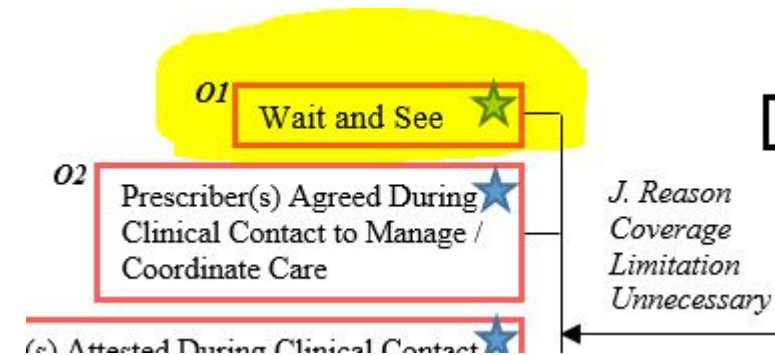 O1
Wait and See
O2
Prescriber(s) Agreed During
Clinical Contact to Manage /
Coordinate Care
J. Reason
Coverage
Limitation
Unnecessary
(s) Attested During Clinical Contact